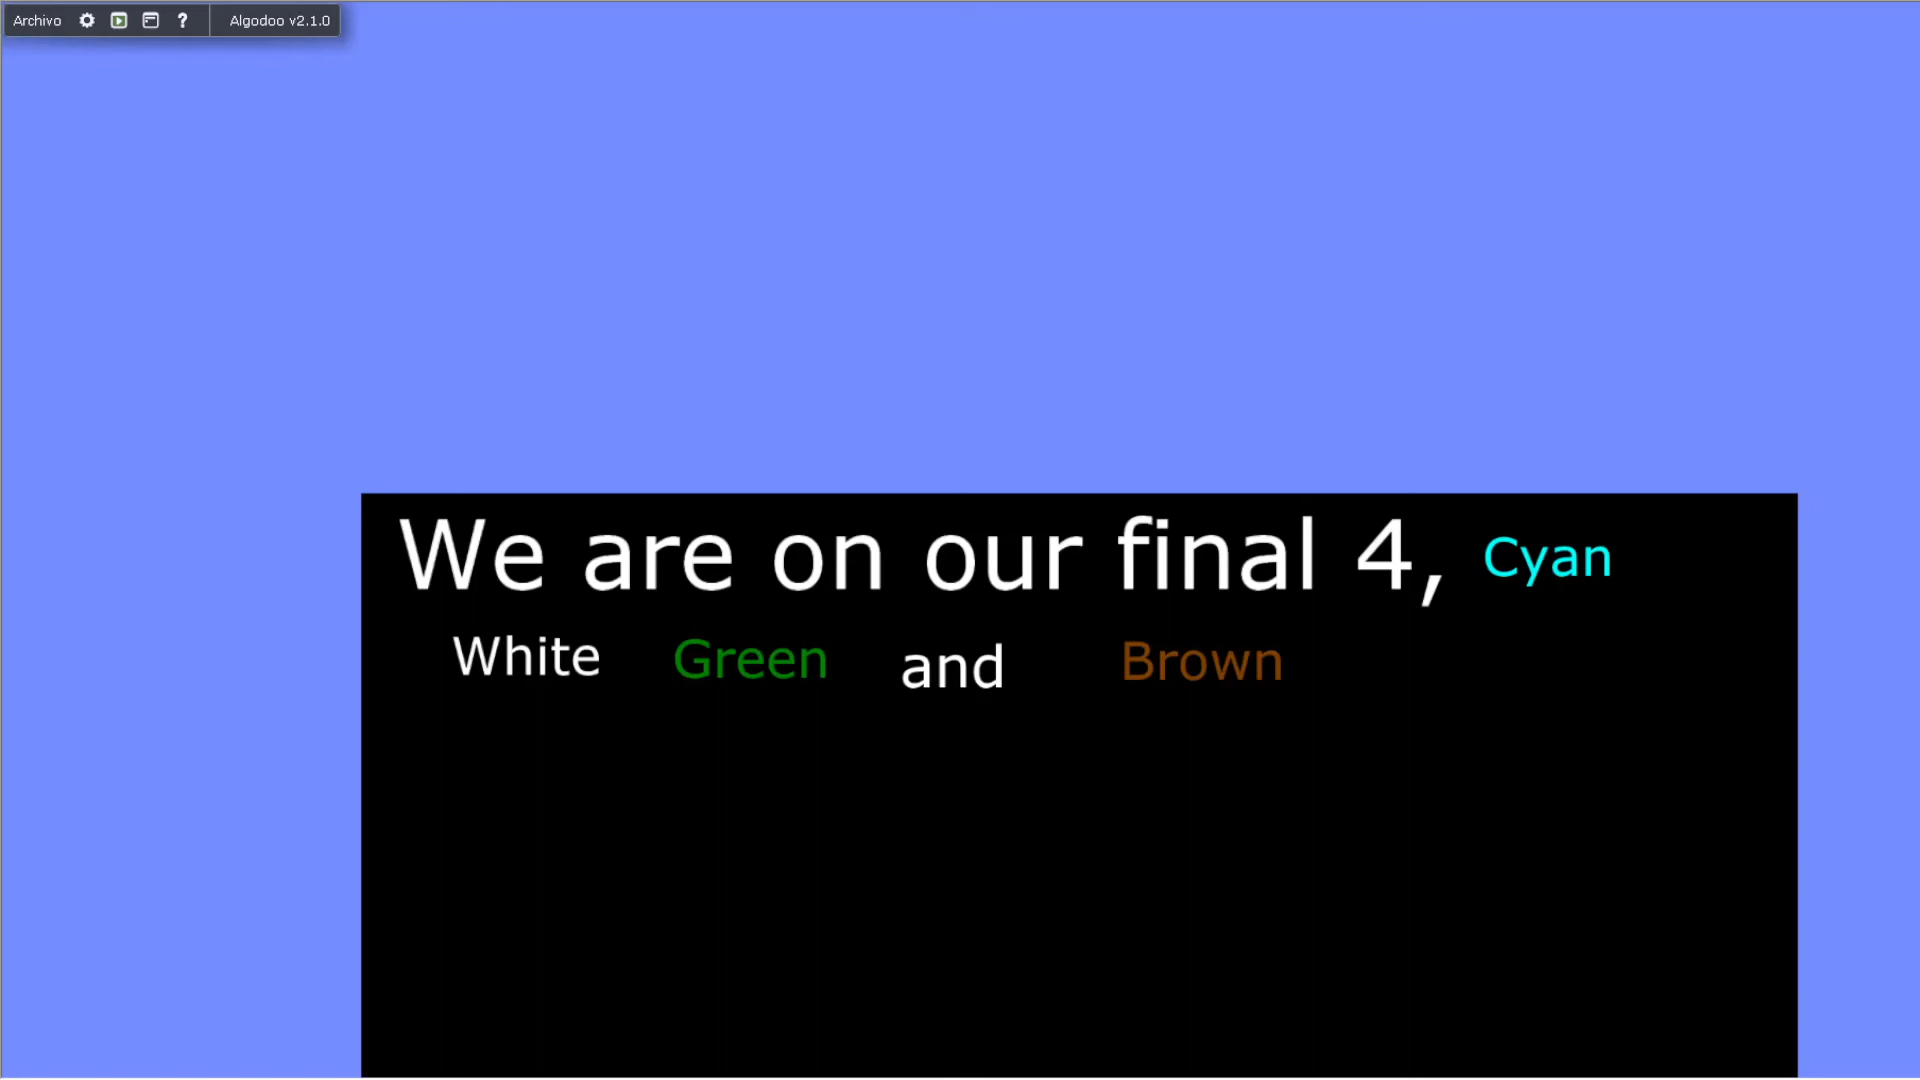 Archivo ? Algodoo v2.1.0
We are on our final 4, Cyan
White Green and Brown